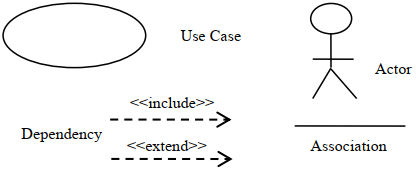 Use Case
Actor
<<include>>
Dependency
<<extend>>
Association